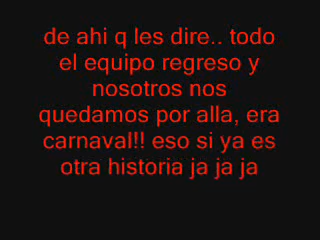 de ahi q les dire.. todo
el equipo regreso y
nosotros nos
quedamos por alla, era
carnaval!! eso si ya es
otra historia ja ja ja